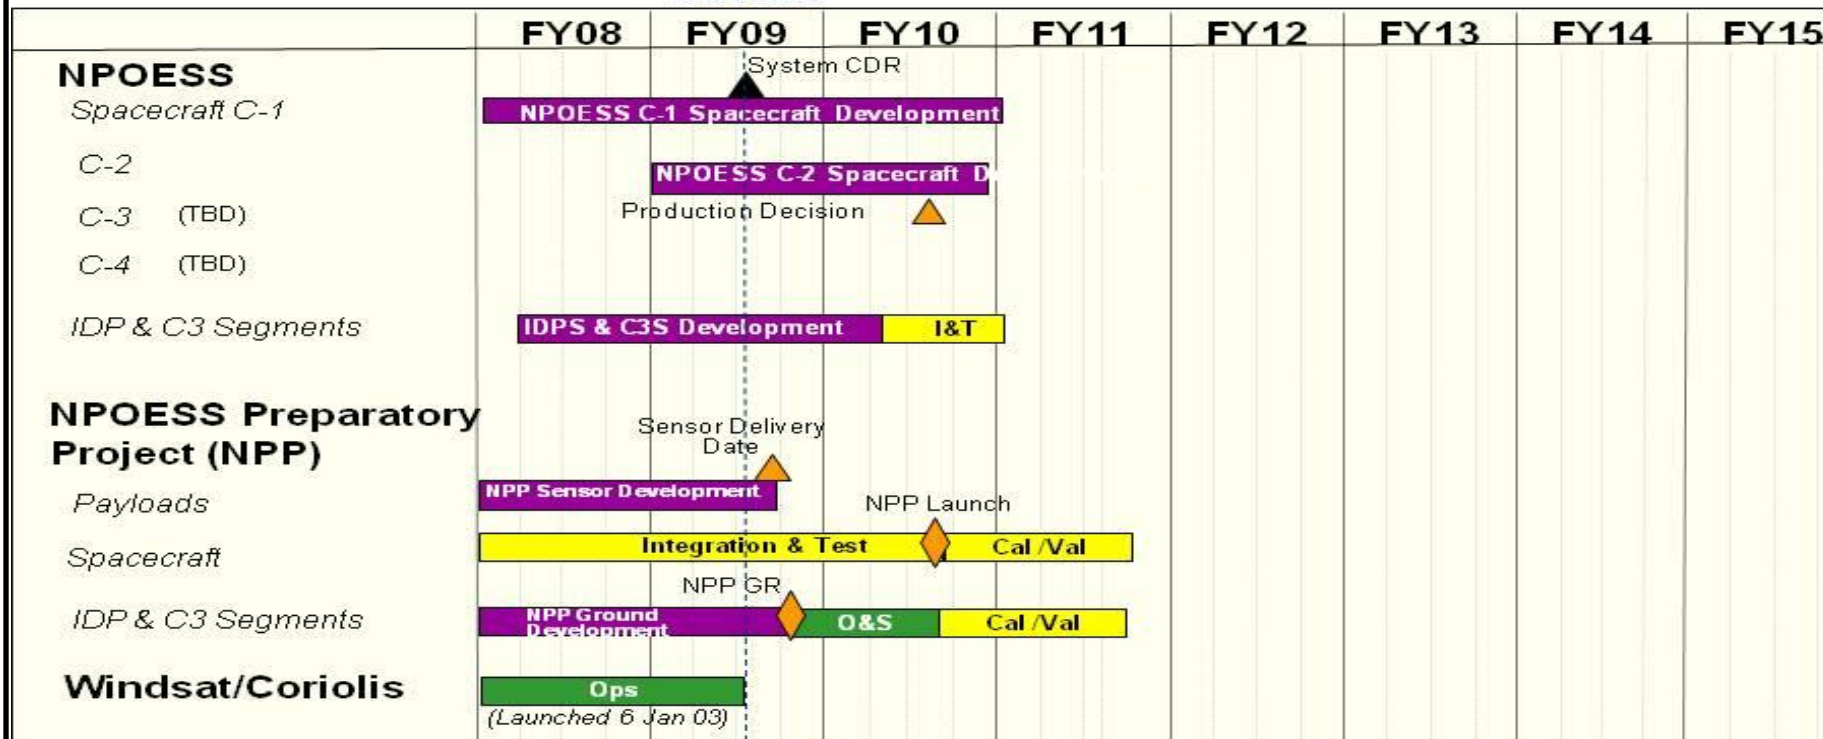 FY08 FY09 FY10 FY11 FY12 FY13 FY14 FY15
NPOESS
System CDR
Spacecraft C-1
NPOESS C-1 Spacecraft Development
C-2
NPOESS C-2 Spacecraft
C-3 (TBD)
Production Decision
C-4 (TBD)
IDP & C3 Segments
IDPS & C3S Development
I&T
NPOESS Preparatory
Project (NPP)
Sensor Delivery
Date
Payloads
NPP Sensor Development
NPP Launch
Spacecraft
Integration & Test
Cal /Val
NPP GR
IDP & C3 Segments
NPP Ground
Development
O&S
Cal /Val
Windsat/Coriolis
Ops
(Launched 6 Jan 03)